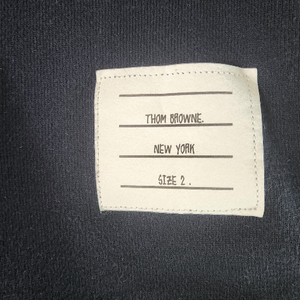 THOM BROWNE.
NEW YORK
SIZE 2 .